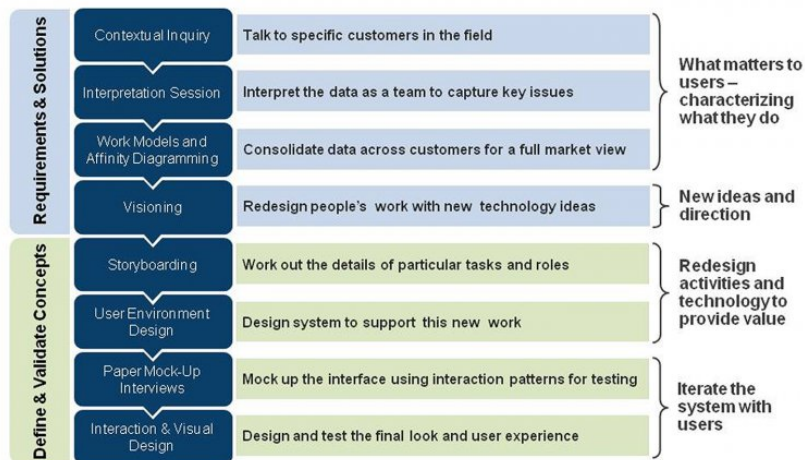 Requirements & Solutions
Contextual Inquiry
Talk to specific customers in the field
Interpretation Session
Interpret the data as a team to capture key issues
Work Models and
Affinity Diagramming
Consolidate data across customers for a full market view
What matters to
users –
characterizing
what they do
Visioning
Redesign people's work with new technology ideas
New ideas and
direction
Define & Validate Concepts
Storyboarding
Work out the details of particular tasks and roles
User Environment
Design
Design system to support this new work
Redesign
activities and
technology to
provide value
Paper Mock-Up
Interviews
Mock up the interface using interaction patterns for testing
Interaction & Visual
Design
Design and test the final look and user experience
Iterate the
system with
users